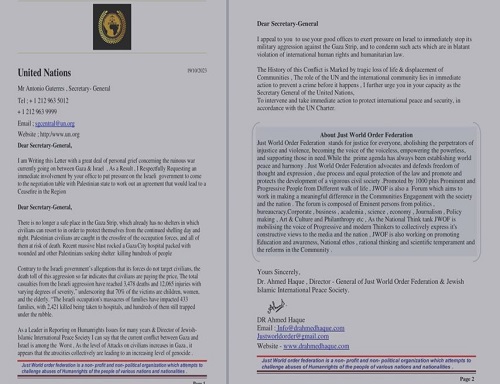 United Nations
09/10/2023
Mr Antonio Guterres , Secretary- General
Tel ; + 1 212 963 5012
+ 1 212 963 9999
Email ; sgcentral@un.org
Website ; http:/www.un.org
Dear Secretary-General,
I am Writing this Letter with a great deal of personal grief concerning the ruinous war
currently going on between Gaza & Israel . As a Result , I Respectfully Requesting an
immediate involvement by your office to put pressure on the Israeli government to come
to the negotiation table with Palestinian state to work out an agreement that would lead to a
Ceasefire in the Region
Dear Secretary-General,
There is no longer a safe place in the Gaza Strip, which already has no shelters in which
civilians can resort to in order to protect themselves from the continued shelling day and
night. Palestinian civilians are caught in the crossfire of the occupation forces, and all of
them at risk of death. Recent massive blast rocked a Gaza City hospital packed with
wounded and other Palestinians seeking shelter killing hundreds of people
Contrary to the Israeli government's allegations that its forces do not target civilians, the
death toll of this aggression so far indicates that civilians are paying the price. The total
casualties from the Israeli aggression have reached 3,478 deaths and 12,065 injuries with
varying degrees of severity," underscoring that 70% of the victims are children, women,
and the elderly. "The Israeli occupation's massacres of families have impacted 433
families, with 2,421 killed being taken to hospitals, and hundreds of them still trapped
under the rubble.
As a Leader in Reporting on Humanrights Issues for many years & Director of Jewish-
Islamic International Peace Society I can say that the current conflict between Gaza and
Israel is among the Worst . As the level of Attacks on civilians increases in Gaza , it
appears that the atrocities collectively are leading to an increasing level of genocide .
Just world order federation is a non- profit and non- political organization which attempts to
challenge abuses of Humanrights of the people of various nations and nationalities .
Page 1
Dear Secretary-General
I appeal to you to use your good offices to exert pressure on Israel to immediately stop its
military aggression against the Gaza Strip, and to condemn such acts which are in blatant
violation of international human rights and humanitarian law.
The History of this Conflict is Marked by tragic loss of life & displacement of
Communities , The role of the UN and the international community lies in immediate
action to prevent a crime before it happens , I further urge you in your capacity as the
Secretary General of the United Nations,
To intervene and take immediate action to protect international peace and security, in
accordance with the UN Charter.
About Just World Order Federation
Just World Order Federation stands for justice for everyone, abolishing the perpetrators of
injustice and violence, becoming the voice of the voiceless, empowering the powerless,
and supporting those in need.While the prime agenda has always been establishing world
peace and harmony . Just World Order Federation advocates and defends freedom of
thought and expression , due process and equal protection of the law and promote and
protects the development of a vigorous civil society. Promoted by 1000 plus Prominent and
Progressive People from Different walk of life , JWOF is also a Forum which aims to
work in making a meaningful difference in the Communities Engagement with the society
and the nation . The forum is composed of Eminent persons from politics ,
bureaucracy,Corporate , business , academia , science , economy , Journalism , Policy
making , Art & Culture and Philanthropy etc , As the National Think tank JWOF is
mobilising the voice of Progressive and modern Thinkers to collectively express it's
constructive views to the media and the nation , JWOF is also working on promoting
Education and awareness, National ethos , rational thinking and scientific temperament and
the reforms in the Community .
Yours Sincerely,
Dr. Ahmed Haque , Director - General of Just World Order Federation & Jewish
Islamic International Peace Society.
DR Ahmed Haque
Email : Info@drahmedhaque.com
Justworldorder@gmail.com
Website - www.drahmedhaque.com
Just world order federation is a non- profit and non- political organization which attempts to
challenge abuses of Humanrights of the people of various nations and nationalities .
Page 2